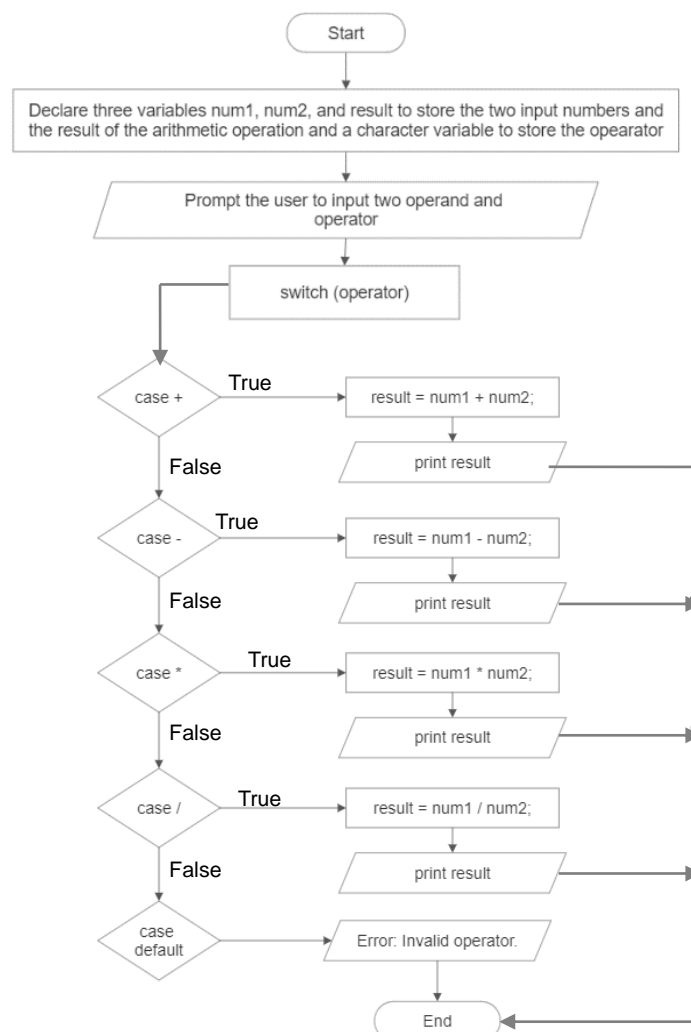 Start
Declare three variables num1, num2, and result to store the two input numbers and
the result of the arithmetic operation and a character variable to store the opearator
Prompt the user to input two operand and
operator
switch (operator)
case +
True
result = num1 + num2;
print result
False
case -
True
result = num1 - num2;
print result
False
case *
True
result = num1 * num2;
print result
False
case /
True
result = num1 / num2;
print result
False
case
default
Error: Invalid operator.
End